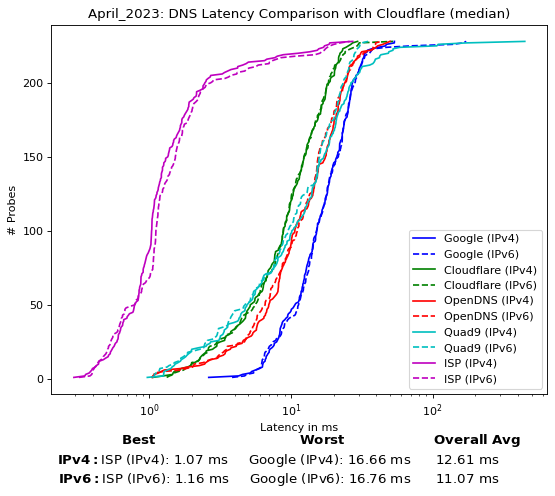 April_2023: DNS Latency Comparison with Cloudflare (median)
200
150
100
50
0
# Probes
Google (IPv4)
Google (IPv6)
Cloudflare (IPv4)
Cloudflare (IPv6)
OpenDNS (IPv4)
OpenDNS (IPv6)
Quad9 (IPv4)
Quad9 (IPv6)
ISP (IPv4)
ISP (IPv6)
10⁰ 10¹ 10²
Latency in ms
Best Worst Overall Avg
IPv4: ISP (IPv4): 1.07 ms Google (IPv4): 16.66 ms 12.61 ms
IPv6: ISP (IPv6): 1.16 ms Google (IPv6): 16.76 ms 11.07 ms